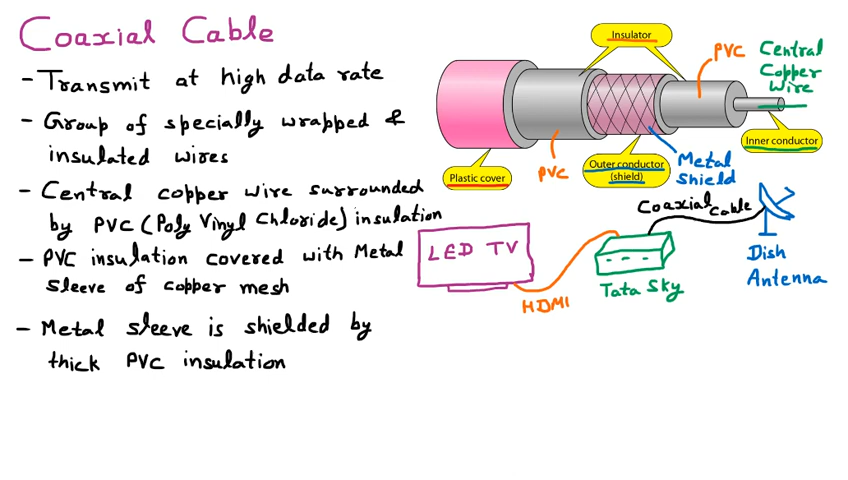 Coaxial Cable
- Transmit at high data rate
- Group of specially wrapped &
insulated wires
- Central copper wire surrounded
by PVC (Poly Vinyl Chloride) insulation
- PVC insulation covered with Metal
sleeve of copper mesh
- Metal sleeve is shielded by
thick PVC insulation
Insulator
PVC
Central
Copper
Wire
Inner conductor
Outer conductor
(shield)
Metal
Shield
PVC
Plastic cover
LED TV
HDMI
Tata Sky
Coaxial Cable
Dish
Antenna